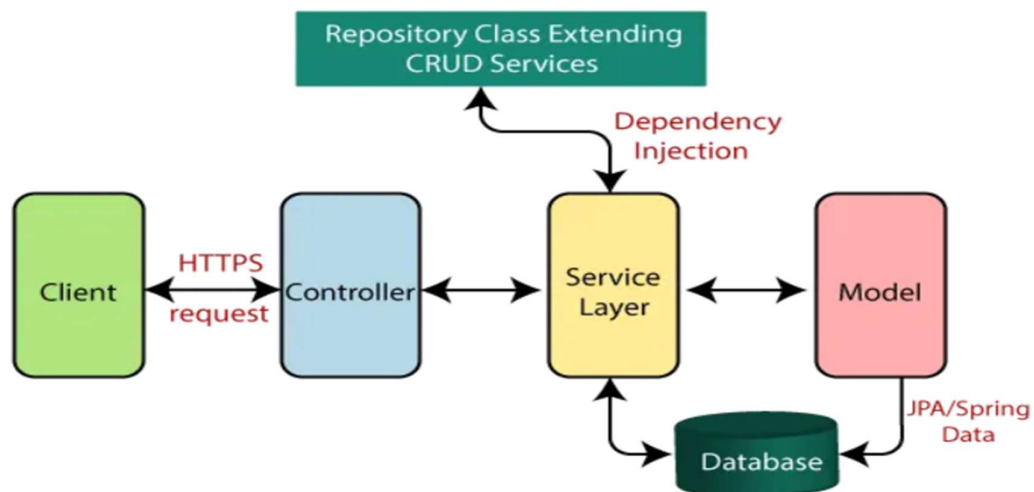 Repository Class Extending
CRUD Services
Dependency
Injection
Client
HTTPS
request
Controller
Service
Layer
Model
JPA/Spring
Data
Database